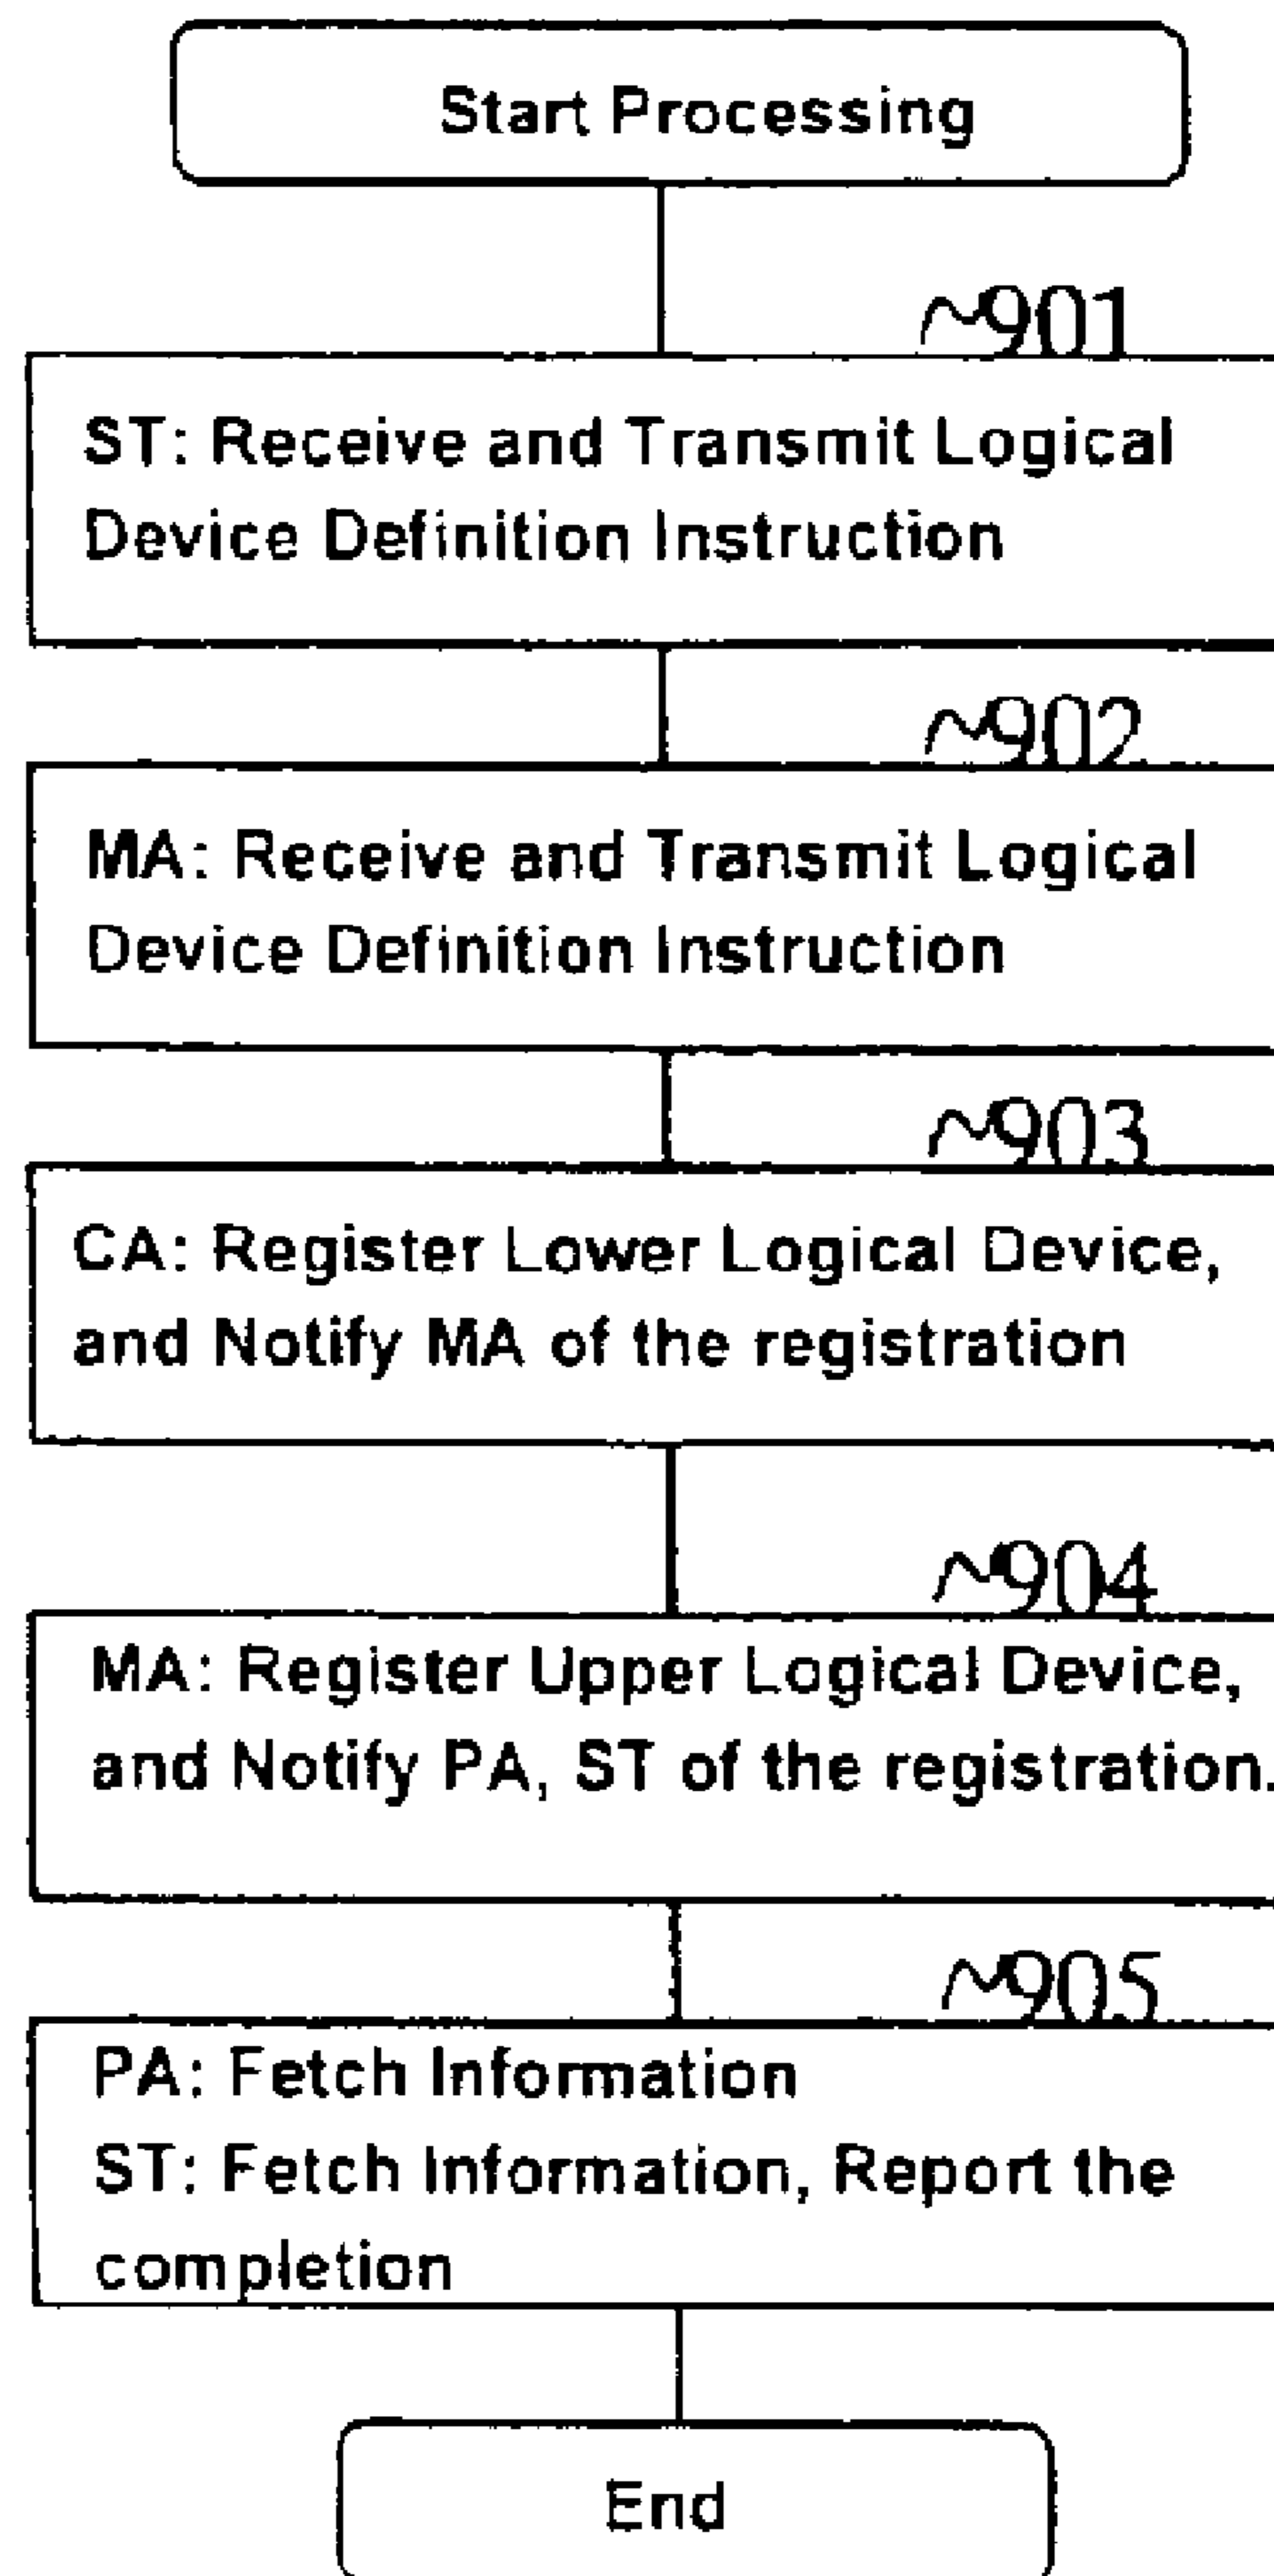 Start Processing
~901
ST: Receive and Transmit Logical
Device Definition Instruction
~902
MA: Receive and Transmit Logical
Device Definition Instruction
~903
CA: Register Lower Logical Device,
and Notify MA of the registration
~904
MA: Register Upper Logical Device,
and Notify PA, ST of the registration.
~905
PA: Fetch Information
ST: Fetch Information, Report the
completion
End